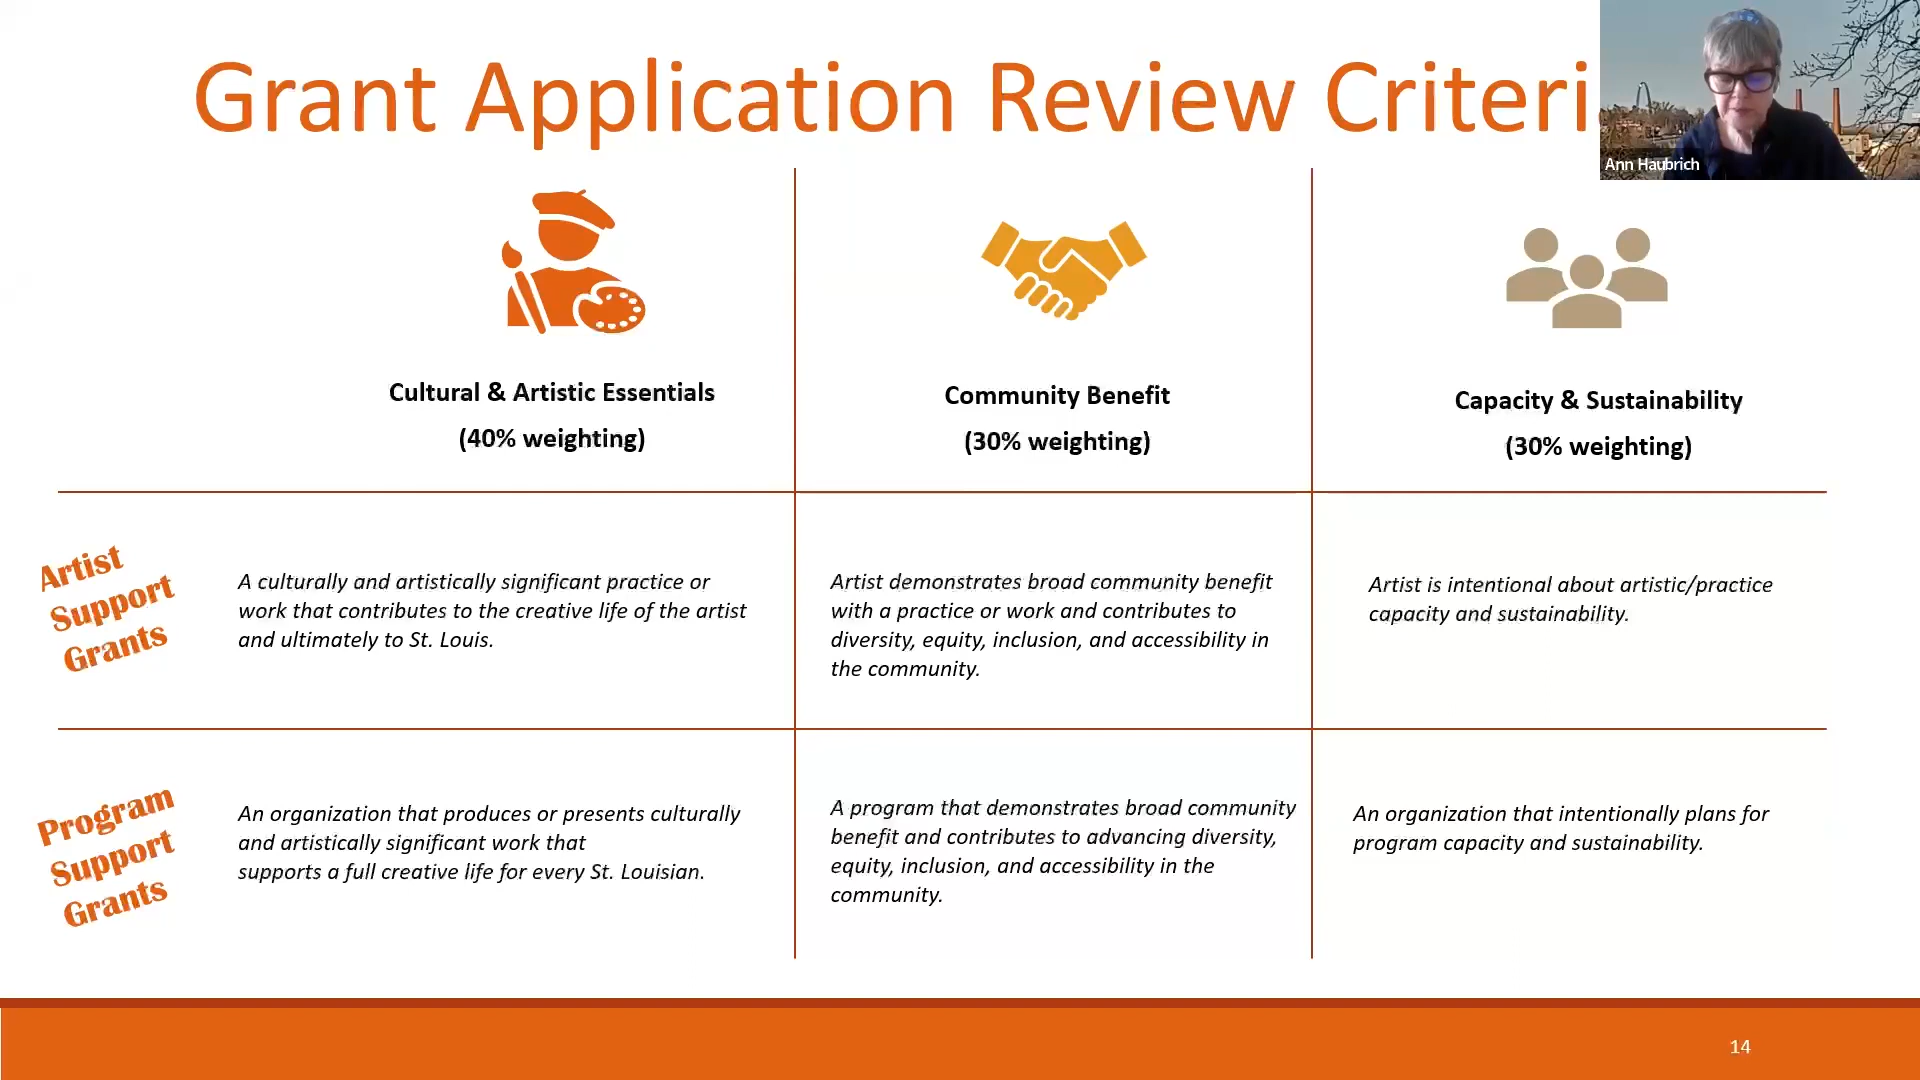 Grant Application Review Criteri
Ann Haubrich
Cultural & Artistic Essentials
(40% weighting)
Community Benefit
(30% weighting)
Capacity & Sustainability
(30% weighting)
Artist
Support
Grants
A culturally and artistically significant practice or
work that contributes to the creative life of the artist
and ultimately to St. Louis.
Artist demonstrates broad community benefit
with a practice or work and contributes to
diversity, equity, inclusion, and accessibility in
the community.
Artist is intentional about artistic/practice
capacity and sustainability.
Program
Support
Grants
An organization that produces or presents culturally
and artistically significant work that
supports a full creative life for every St. Louisian.
A program that demonstrates broad community
benefit and contributes to advancing diversity,
equity, inclusion, and accessibility in the
community.
An organization that intentionally plans for
program capacity and sustainability.
14